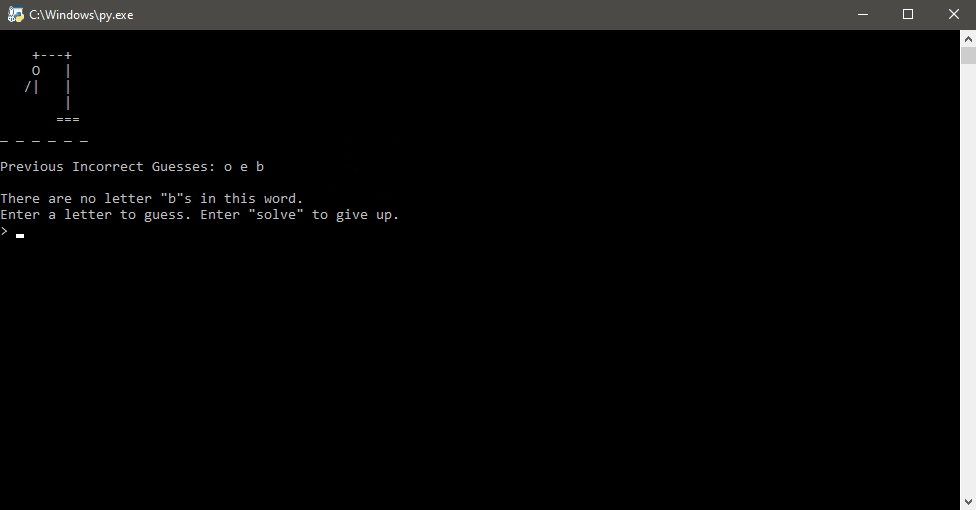 C:\Windows\py.exe
    +---+
    O   |
   /|   |
        |
       ===
_ _ _ _ _ _
Previous Incorrect Guesses: o e b
There are no letter "b"s in this word.
Enter a letter to guess. Enter "solve" to give up.
> _